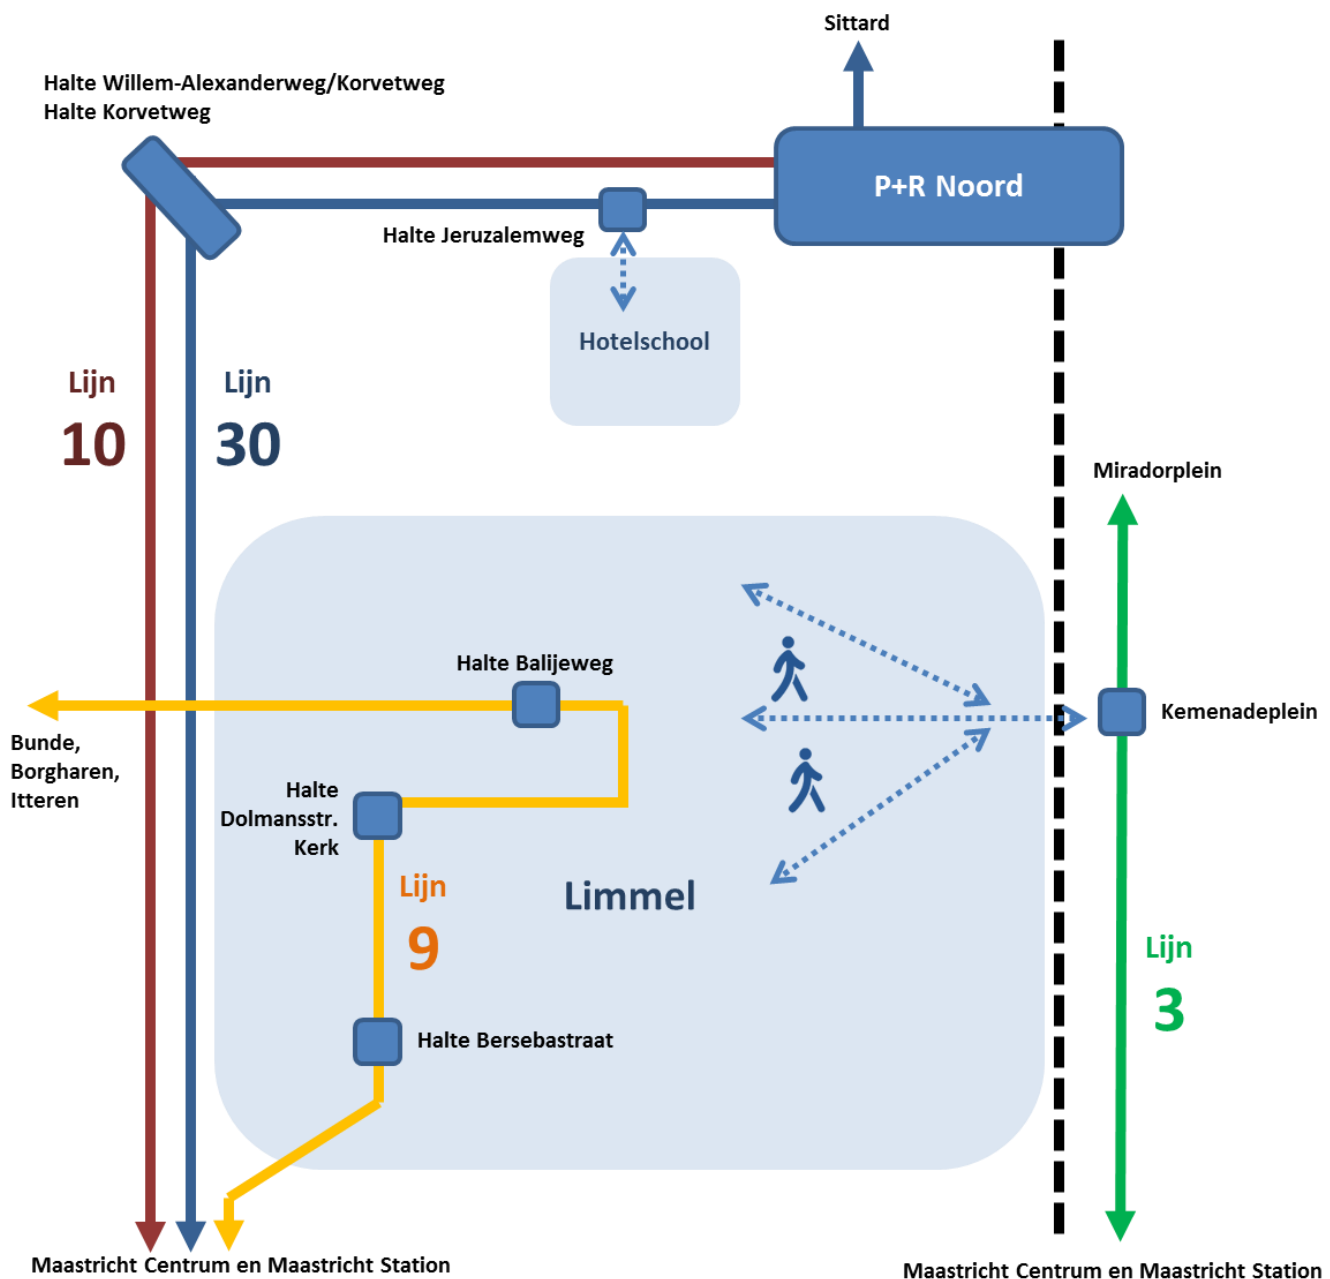 Sittard
Halte Willem-Alexanderweg/Korvetweg
Halte Korvetweg
P+R Noord
Halte Jeruzalemweg
Hotelschool
Lijn
10
Lijn
30
Miradorplein
Halte Balijeweg
Kemenadeplein
Bunde,
Borgharen,
Itteren
Halte
Dolmansstr.
Kerk
Lijn
9
Limmel
Lijn
3
Halte Bersebastraat
Maastricht Centrum en Maastricht Station
Maastricht Centrum en Maastricht Station